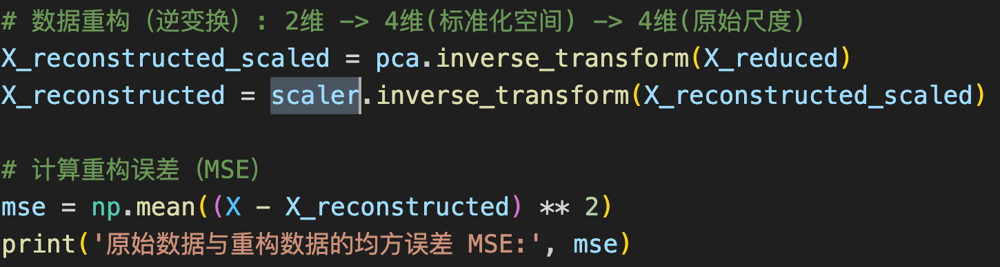 # 数据重构（逆变换）: 2维 -> 4维(标准化空间) -> 4维(原始尺度)
X_reconstructed_scaled = pca.inverse_transform(X_reduced)
X_reconstructed = scaler.inverse_transform(X_reconstructed_scaled)
# 计算重构误差（MSE）
mse = np.mean((X - X_reconstructed) ** 2)
print('原始数据与重构数据的均方误差 MSE:', mse)